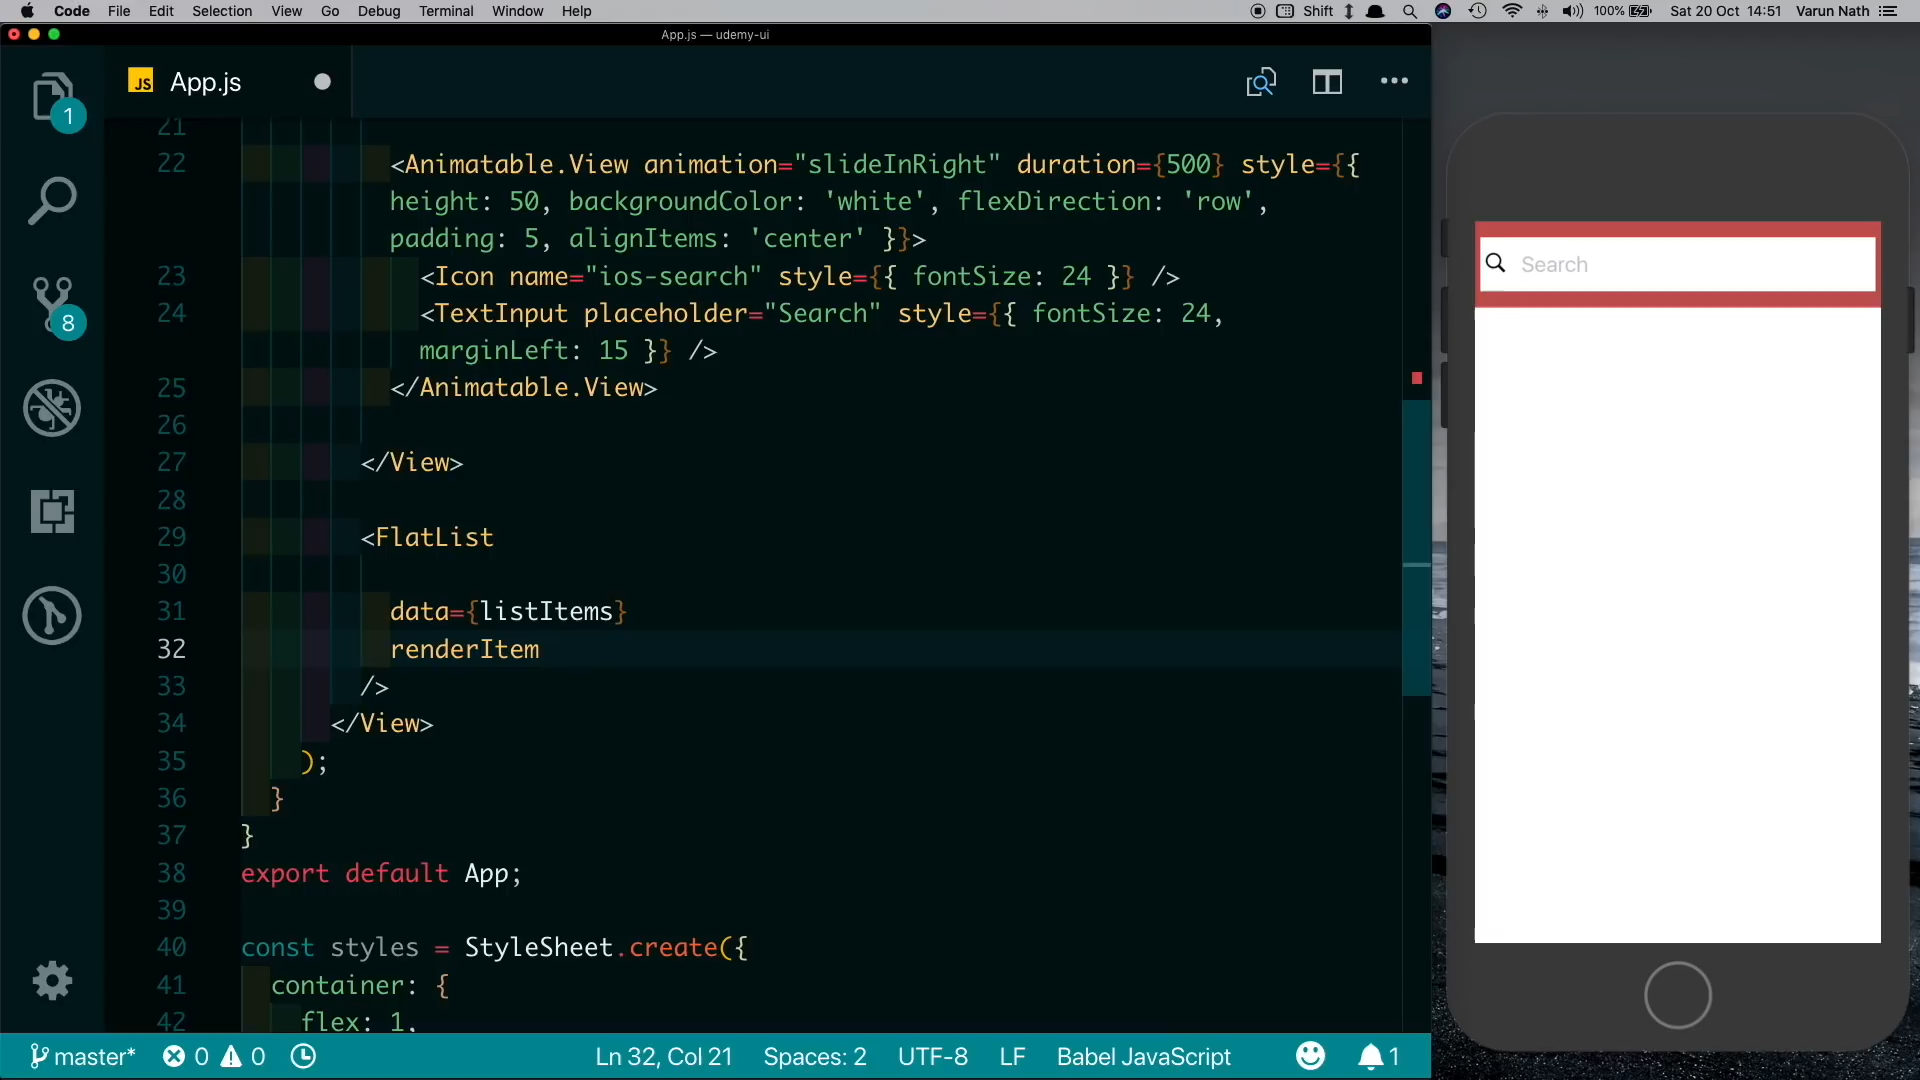 Code File Edit Selection View Go Debug Terminal Window Help Shift 100% Sat 20 Oct 14:51 Varun Nath
App.js — udemy-ui
JS App.js
1
8
21
22 <Animatable.View animation="slideInRight" duration={500} style={{
height: 50, backgroundColor: 'white', flexDirection: 'row',
padding: 5, alignItems: 'center' }}>
23 <Icon name="ios-search" style={{ fontSize: 24 }} />
24 <TextInput placeholder="Search" style={{ fontSize: 24,
marginLeft: 15 }} />
25 </Animatable.View>
26
27 </View>
28
29 <FlatList
30
31 data={listItems}
32 renderItem
33 />
34 </View>
35 );
36 }
37 }
38 export default App;
39
40 const styles = StyleSheet.create({
41 container: {
42 flex: 1,
master* 0 0 Ln 32, Col 21 Spaces: 2 UTF-8 LF Babel JavaScript 1
Search